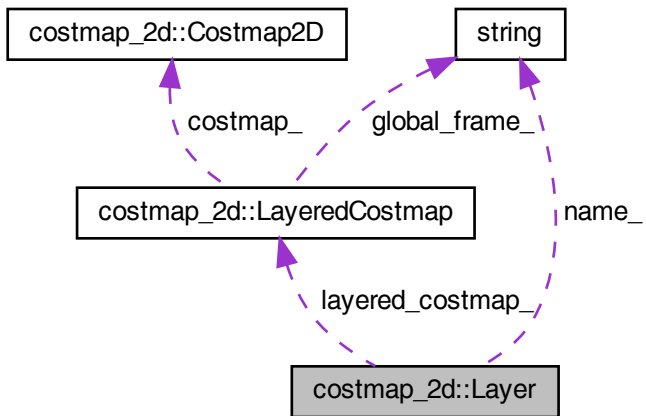 costmap_2d::Costmap2D
string
costmap_
global_frame_
costmap_2d::LayeredCostmap
name_
layered_costmap_
costmap_2d::Layer